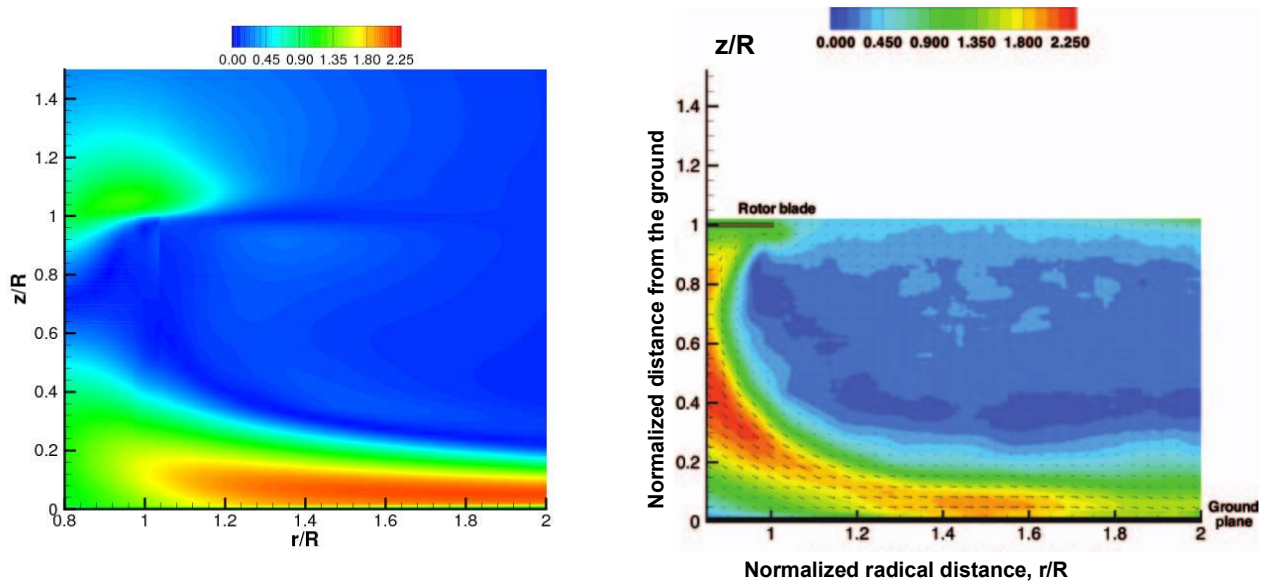 0.00 0.45 0.90 1.35 1.80 2.25
1.4
1.2
1
0.8
0.6
0.4
0.2
0
z/R
0.8 1 1.2 1.4 1.6 1.8 2
r/R
z/R
0.000 0.450 0.900 1.350 1.800 2.250
Normalized distance from the ground
1.4
1.2
1
0.8
0.6
0.4
0.2
0
Rotor blade
Ground
plane
1 1.2 1.4 1.6 1.8 2
Normalized radical distance, r/R